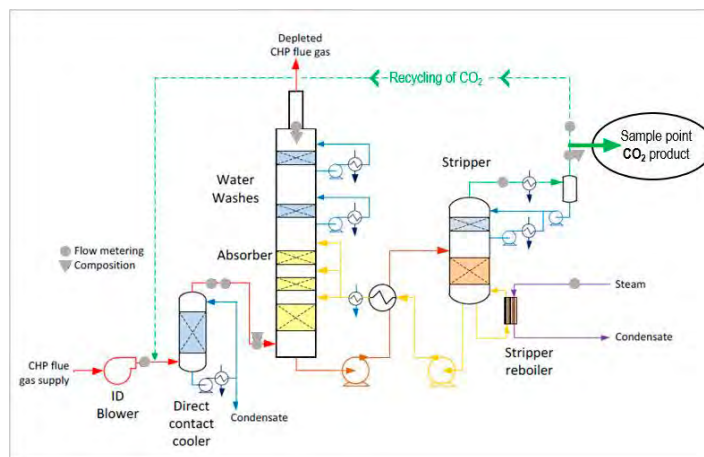 Depleted
CHP flue gas
Recycling of CO₂
Sample point
CO₂ product
Stripper
Water
Washes
Absorber
Flow metering
Composition
Steam
Condensate
Stripper
reboiler
CHP flue
gas supply
ID
Blower
Direct
contact
cooler
Condensate